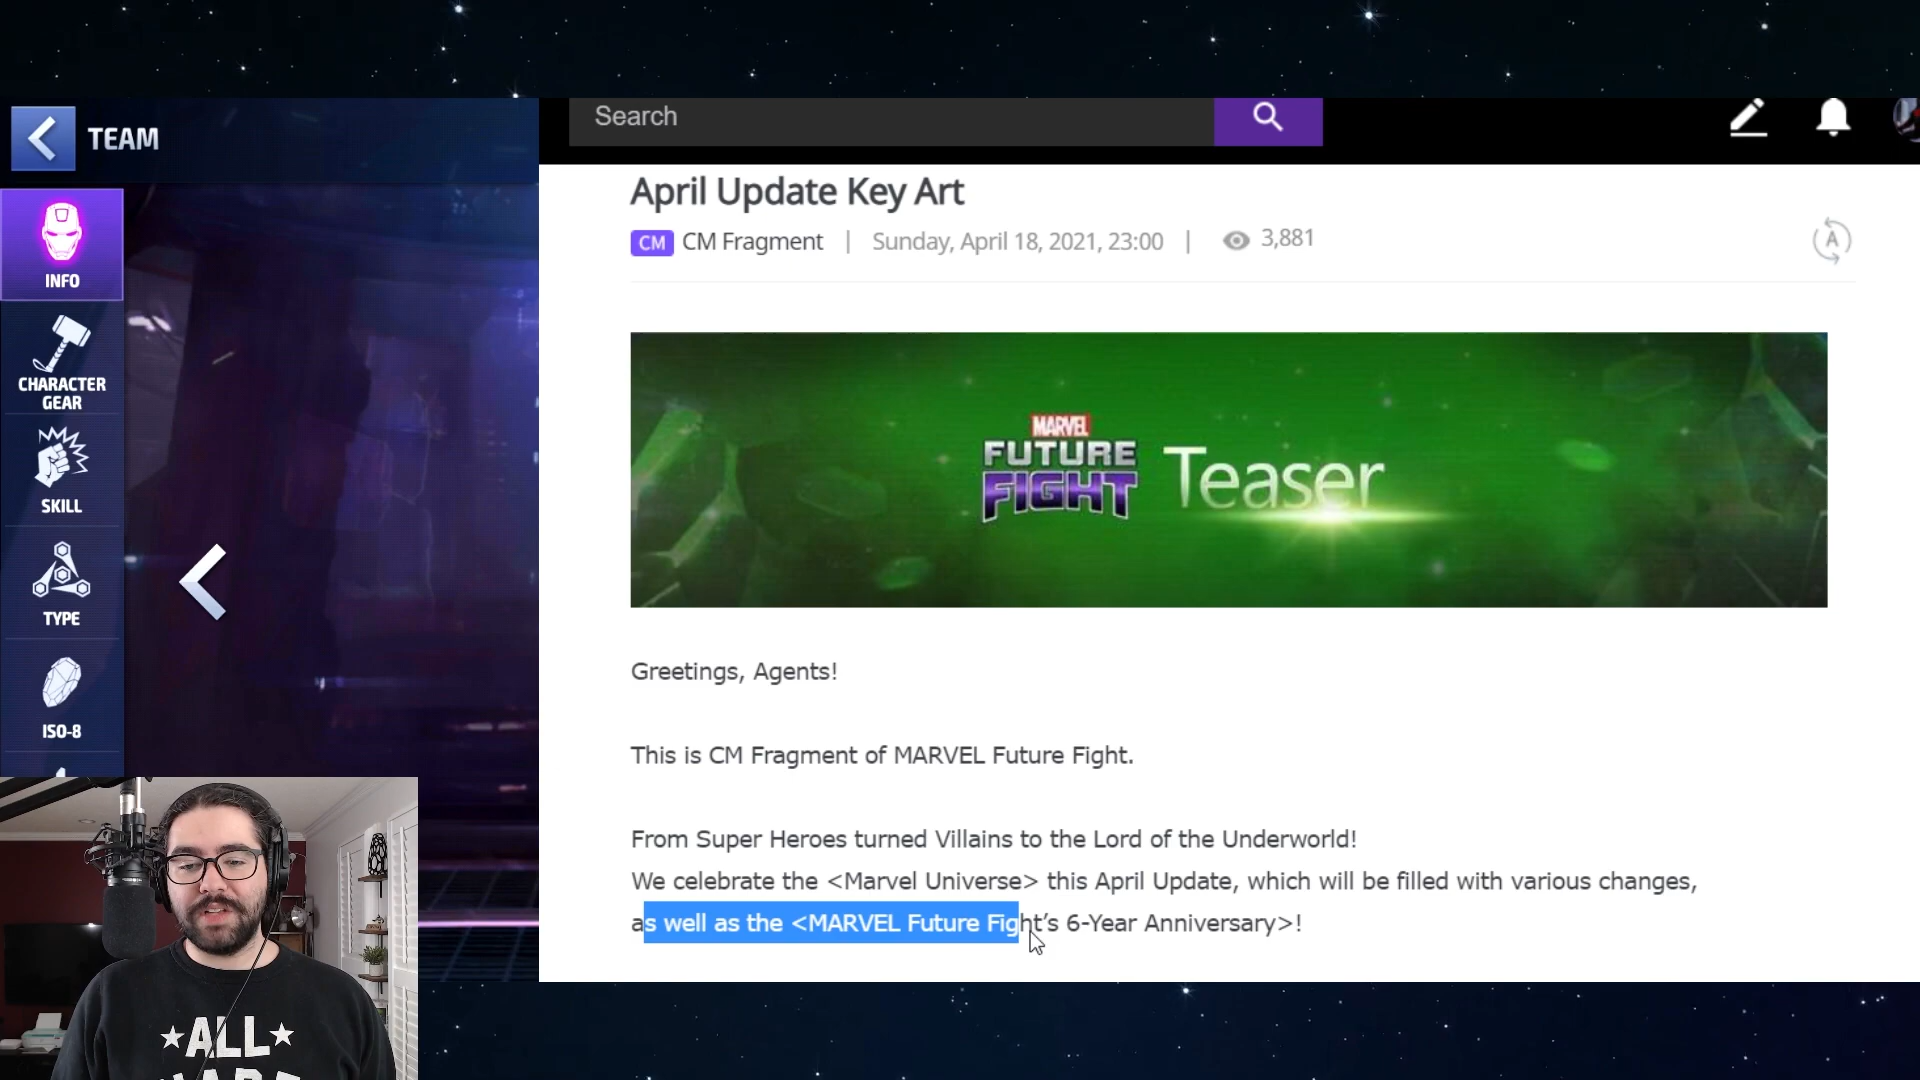 Search
TEAM
INFO
CHARACTER
GEAR
SKILL
TYPE
ISO-8
April Update Key Art
CM CM Fragment | Sunday, April 18, 2021, 23:00 | 3,881
A
MARVEL
FUTURE
FIGHT
Teaser
Greetings, Agents!
This is CM Fragment of MARVEL Future Fight.
From Super Heroes turned Villains to the Lord of the Underworld!
We celebrate the <Marvel Universe> this April Update, which will be filled with various changes,
as well as the <MARVEL Future Fight’s 6-Year Anniversary>!
ALL